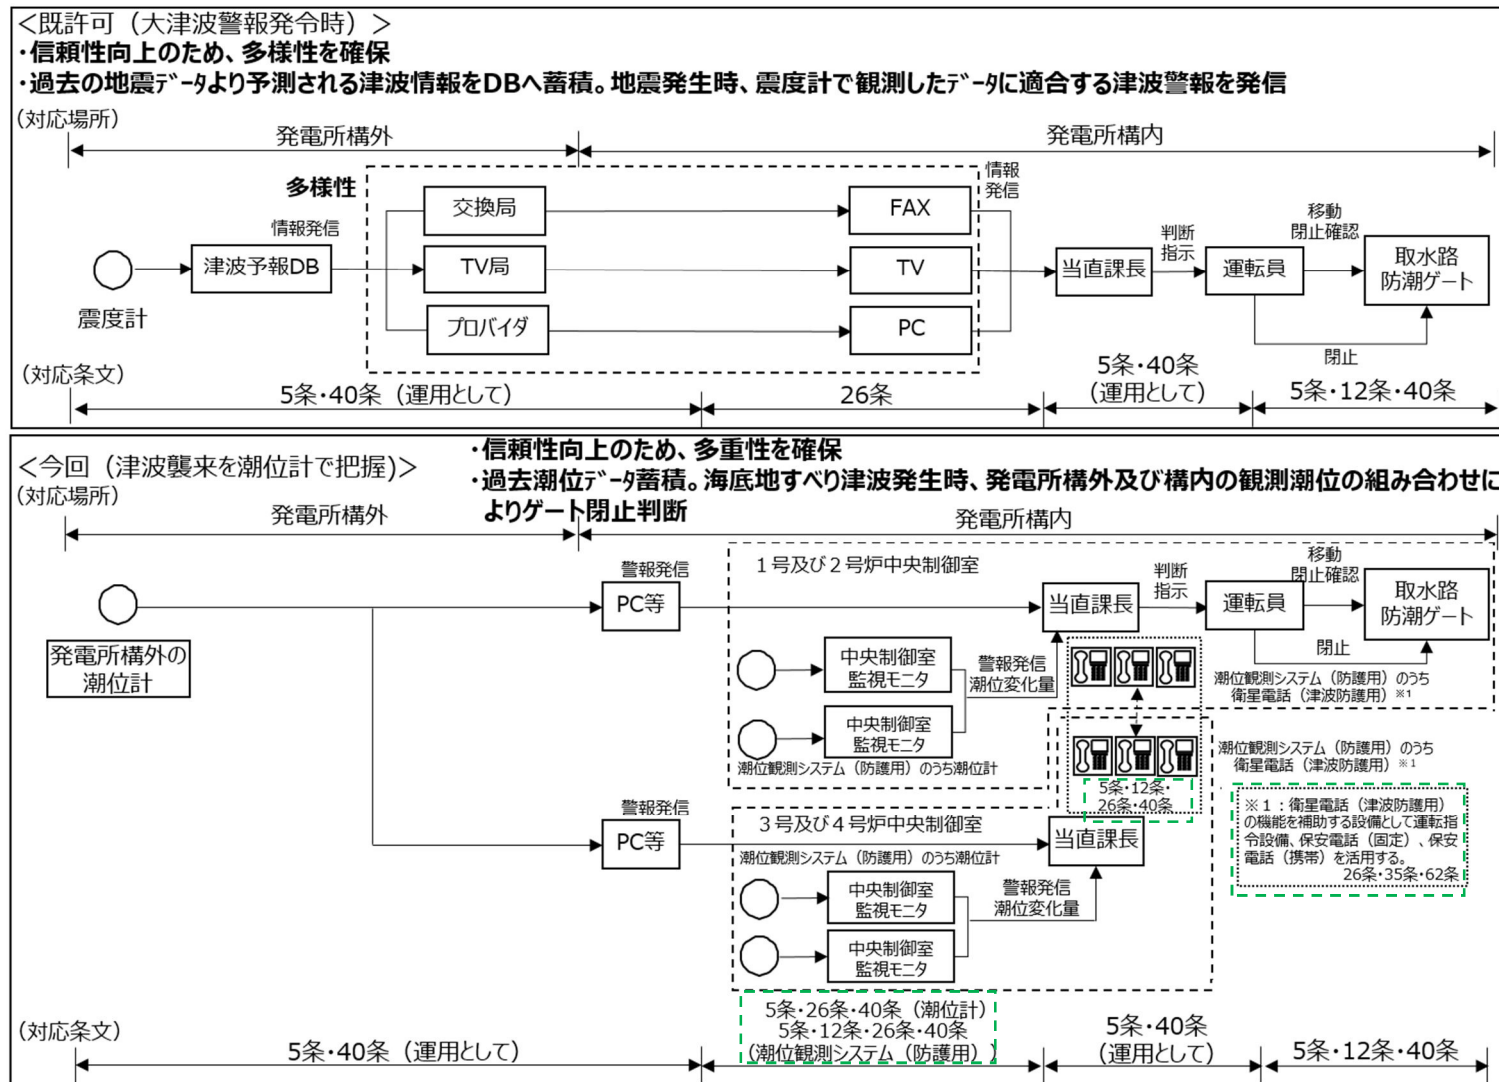 ＜既許可（大津波警報発令時）＞
・信頼性向上のため、多様性を確保
・過去の地震ﾃﾞｰﾀより予測される津波情報をDBへ蓄積。地震発生時、震度計で観測したﾃﾞｰﾀに適合する津波警報を発信
（対応場所）
発電所構外
発電所構内
多様性
情報発信
交換局
TV局
プロバイダ
FAX
TV
PC
情報
発信
震度計
津波予報DB
当直課長
判断
指示
運転員
移動
閉止確認
閉止
取水路
防潮ゲート
（対応条文）
5条・40条（運用として）
26条
5条・40条
（運用として）
5条・12条・40条
＜今回（津波襲来を潮位計で把握)＞
・信頼性向上のため、多重性を確保
・過去潮位ﾃﾞｰﾀ蓄積。海底地すべり津波発生時、発電所構外及び構内の観測潮位の組み合わせに
よりゲート閉止判断
（対応場所）
発電所構外
発電所構内
発電所構外の
潮位計
警報発信
PC等
１号及び２号炉中央制御室
中央制御室
監視モニタ
中央制御室
監視モニタ
潮位観測システム（防護用）のうち潮位計
警報発信
潮位変化量
当直課長
判断
指示
運転員
移動
閉止確認
閉止
取水路
防潮ゲート
潮位観測システム（防護用）のうち
衛星電話（津波防護用）※1
潮位観測システム（防護用）のうち
衛星電話（津波防護用）※1
5条・12条・
26条・40条
※１：衛星電話（津波防護用）
の機能を補助する設備として運転指
令設備、保安電話（固定）、保安
電話（携帯）を活用する。
26条・35条・62条
警報発信
PC等
３号及び４号炉中央制御室
潮位観測システム（防護用）のうち潮位計
中央制御室
監視モニタ
中央制御室
監視モニタ
警報発信
潮位変化量
当直課長
（対応条文）
5条・40条（運用として）
5条・26条・40条（潮位計）
5条・12条・26条・40条
（潮位観測システム（防護用））
5条・40条
（運用として）
5条・12条・40条